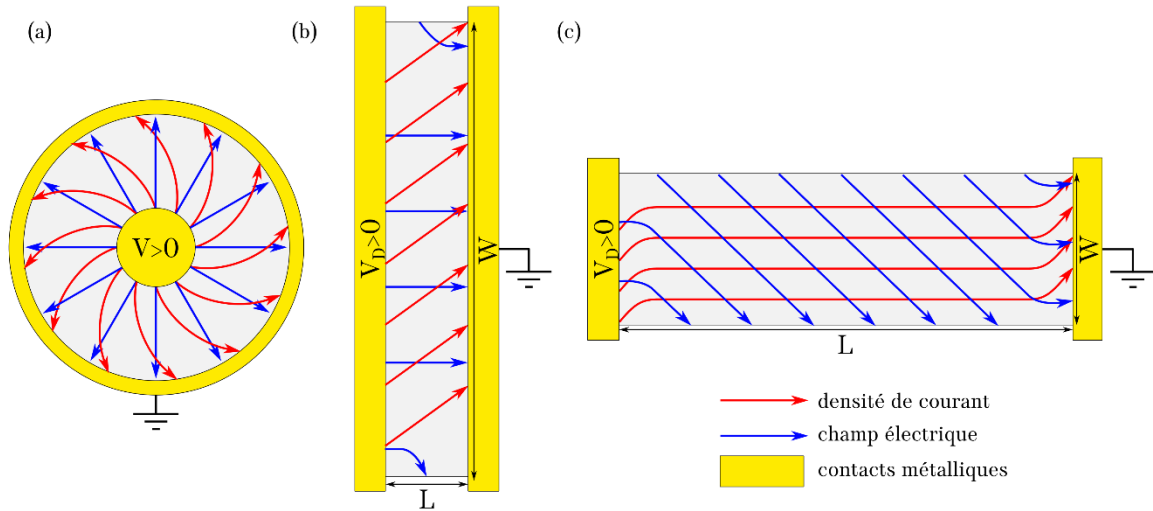 (a)
V>0
(b)
V_D>0
W
L
(c)
V_D>0
W
L
densité de courant
champ électrique
contacts métalliques